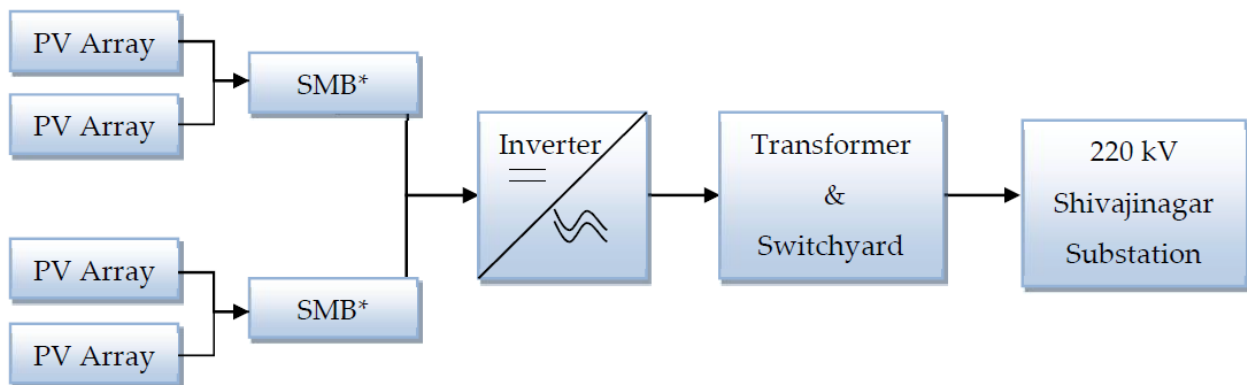 PV Array
PV Array
SMB*
PV Array
PV Array
SMB*
Inverter
Transformer
&
Switchyard
220 kV
Shivajinagar
Substation